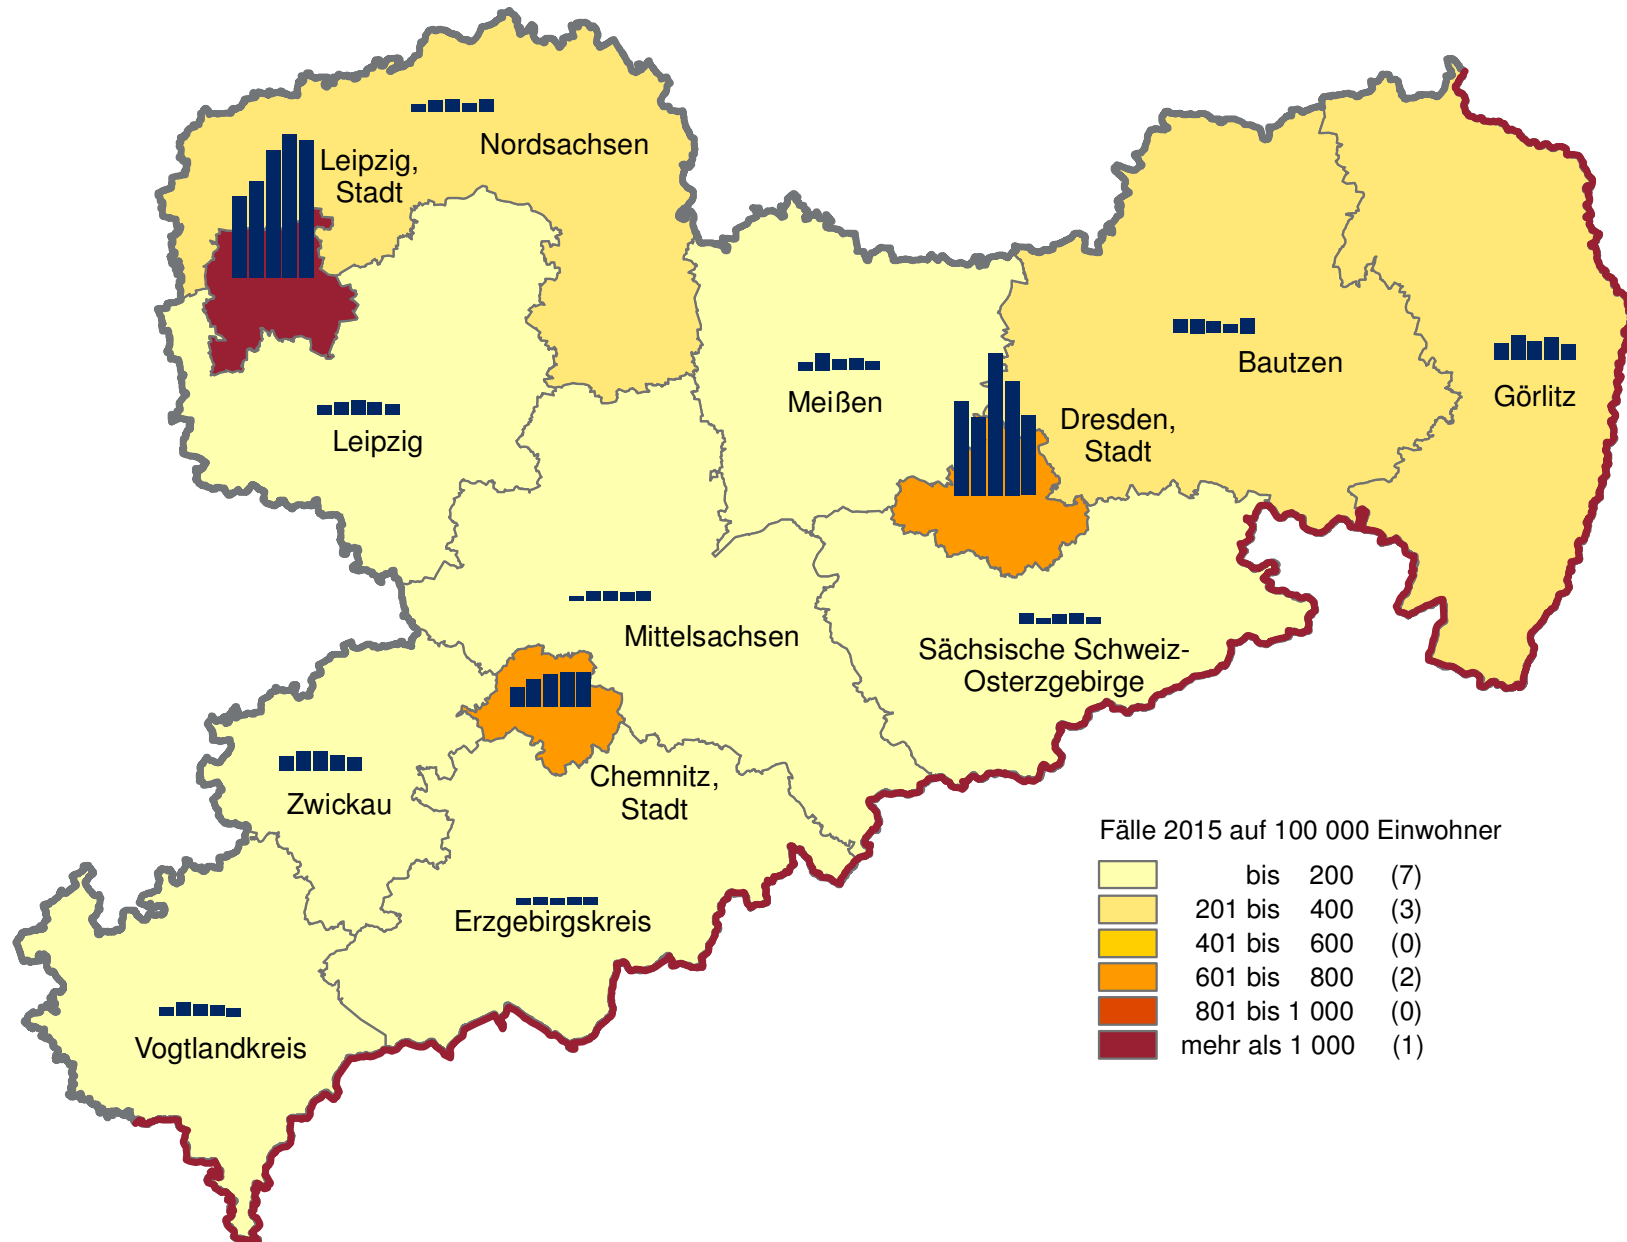 Nordsachsen
Leipzig,
Stadt
Leipzig
Meißen
Dresden,
Stadt
Bautzen
Görlitz
Mittelsachsen
Sächsische Schweiz-
Osterzgebirge
Chemnitz,
Stadt
Zwickau
Erzgebirgskreis
Vogtlandkreis
Fälle 2015 auf 100 000 Einwohner
bis 200 (7)
201 bis 400 (3)
401 bis 600 (0)
601 bis 800 (2)
801 bis 1 000 (0)
mehr als 1 000 (1)